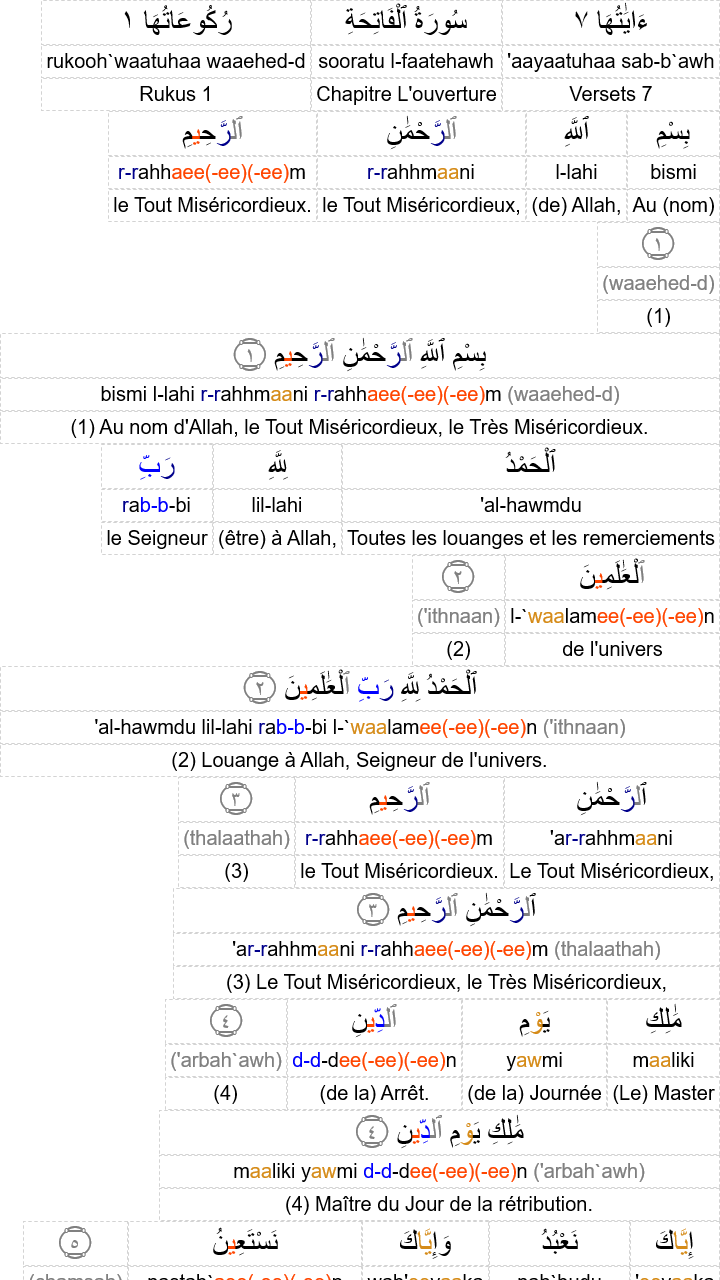 ءَايَٰتُهَا ٧ سُورَةُ ٱلْفَاتِحَةِ رُكُوعَاتُهَا ١
rukooh`waatuhaa waaehed-d sooratu l-faatehawh 'aayaatuhaa sab-b`awh
Rukus 1 Chapitre L'ouverture Versets 7
بِسْمِ ٱللَّهِ ٱلرَّحْمَٰنِ ٱلرَّحِيمِ
r-rahhaee(-ee)(-ee)m r-rahhmaani l-lahi bismi
le Tout Miséricordieux. le Tout Miséricordieux, (de) Allah, Au (nom)
١
(waaehed-d)
(1)
بِسْمِ ٱللَّهِ ٱلرَّحْمَٰنِ ٱلرَّحِيمِ ١
bismi l-lahi r-rahhmaani r-rahhaee(-ee)(-ee)m (waaehed-d)
(1) Au nom d'Allah, le Tout Miséricordieux, le Très Miséricordieux.
ٱلْحَمْدُ لِلَّهِ رَبِّ
rab-b-bi lil-lahi 'al-hawmdu
le Seigneur (être) à Allah, Toutes les louanges et les remerciements
ٱلْعَٰلَمِينَ ٢
('ithnaan) l-`waalamee(-ee)(-ee)n
(2) de l'univers
ٱلْحَمْدُ لِلَّهِ رَبِّ ٱلْعَٰلَمِينَ ٢
'al-hawmdu lil-lahi rab-b-bi l-`waalamee(-ee)(-ee)n ('ithnaan)
(2) Louange à Allah, Seigneur de l'univers.
ٱلرَّحْمَٰنِ ٱلرَّحِيمِ ٣
(thalaathah) r-rahhaee(-ee)(-ee)m 'ar-rahhmaani
(3) le Tout Miséricordieux. Le Tout Miséricordieux,
ٱلرَّحْمَٰنِ ٱلرَّحِيمِ ٣
'ar-rahhmaani r-rahhaee(-ee)(-ee)m (thalaathah)
(3) Le Tout Miséricordieux, le Très Miséricordieux,
مَٰلِكِ يَوْمِ ٱلدِّينِ ٤
('arbah`awh) d-d-dee(-ee)(-ee)n yawmi maaliki
(4) (de la) Arrêt. (de la) Journée (Le) Master
مَٰلِكِ يَوْمِ ٱلدِّينِ ٤
maaliki yawmi d-d-dee(-ee)(-ee)n ('arbah`awh)
(4) Maître du Jour de la rétribution.
إِيَّاكَ نَعْبُدُ وَإِيَّاكَ نَسْتَعِينُ ٥